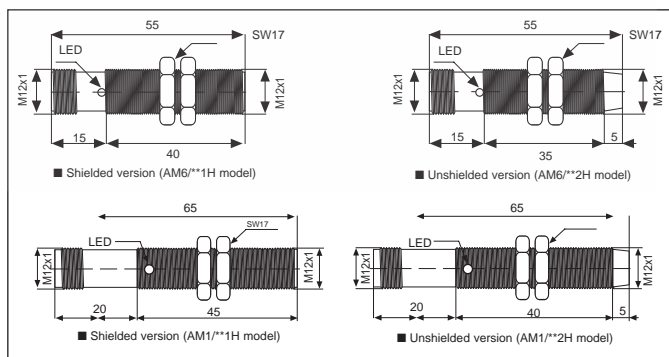 55
SW17
LED
M12x1
M12x1
15
40
■ Shielded version (AM6/**1H model)
55
SW17
LED
M12x1
M12x1
15
35
5
■ Unshielded version (AM6/**2H model)
65
SW17
LED
M12x1
M12x1
20
45
■ Shielded version (AM1/**1H model)
65
LED
M12x1
M12x1
20
40
5
■ Unshielded version (AM1/**2H model)